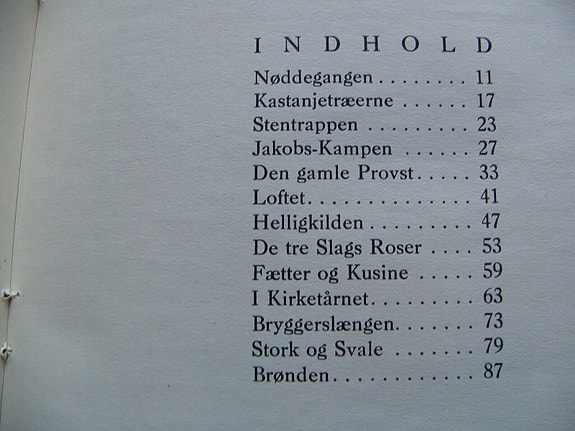 INDHOLD
Nøddegangen ........ 11
Kastanjetræerne ...... 17
Stentrappen ......... 23
Jakobs-Kampen ...... 27
Den gamle Provst ..... 33
Loftet .............. 41
Helligkilden ......... 47
De tre Slags Roser .... 53
Fætter og Kusine ..... 59
I Kirketårnet ......... 63
Bryggerslængen ....... 73
Stork og Svale ....... 79
Brønden ............ 87